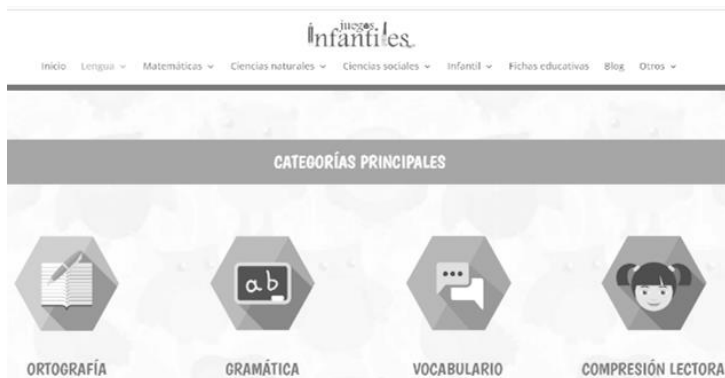 juegos
infantiles
Inicio Lengua Matemáticas Ciencias naturales Ciencias sociales Infantil Fichas educativas Blog Otros
CATEGORÍAS PRINCIPALES
ab
ORTOGRAFÍA GRAMÁTICA VOCABULARIO COMPRESIÓN LECTORA